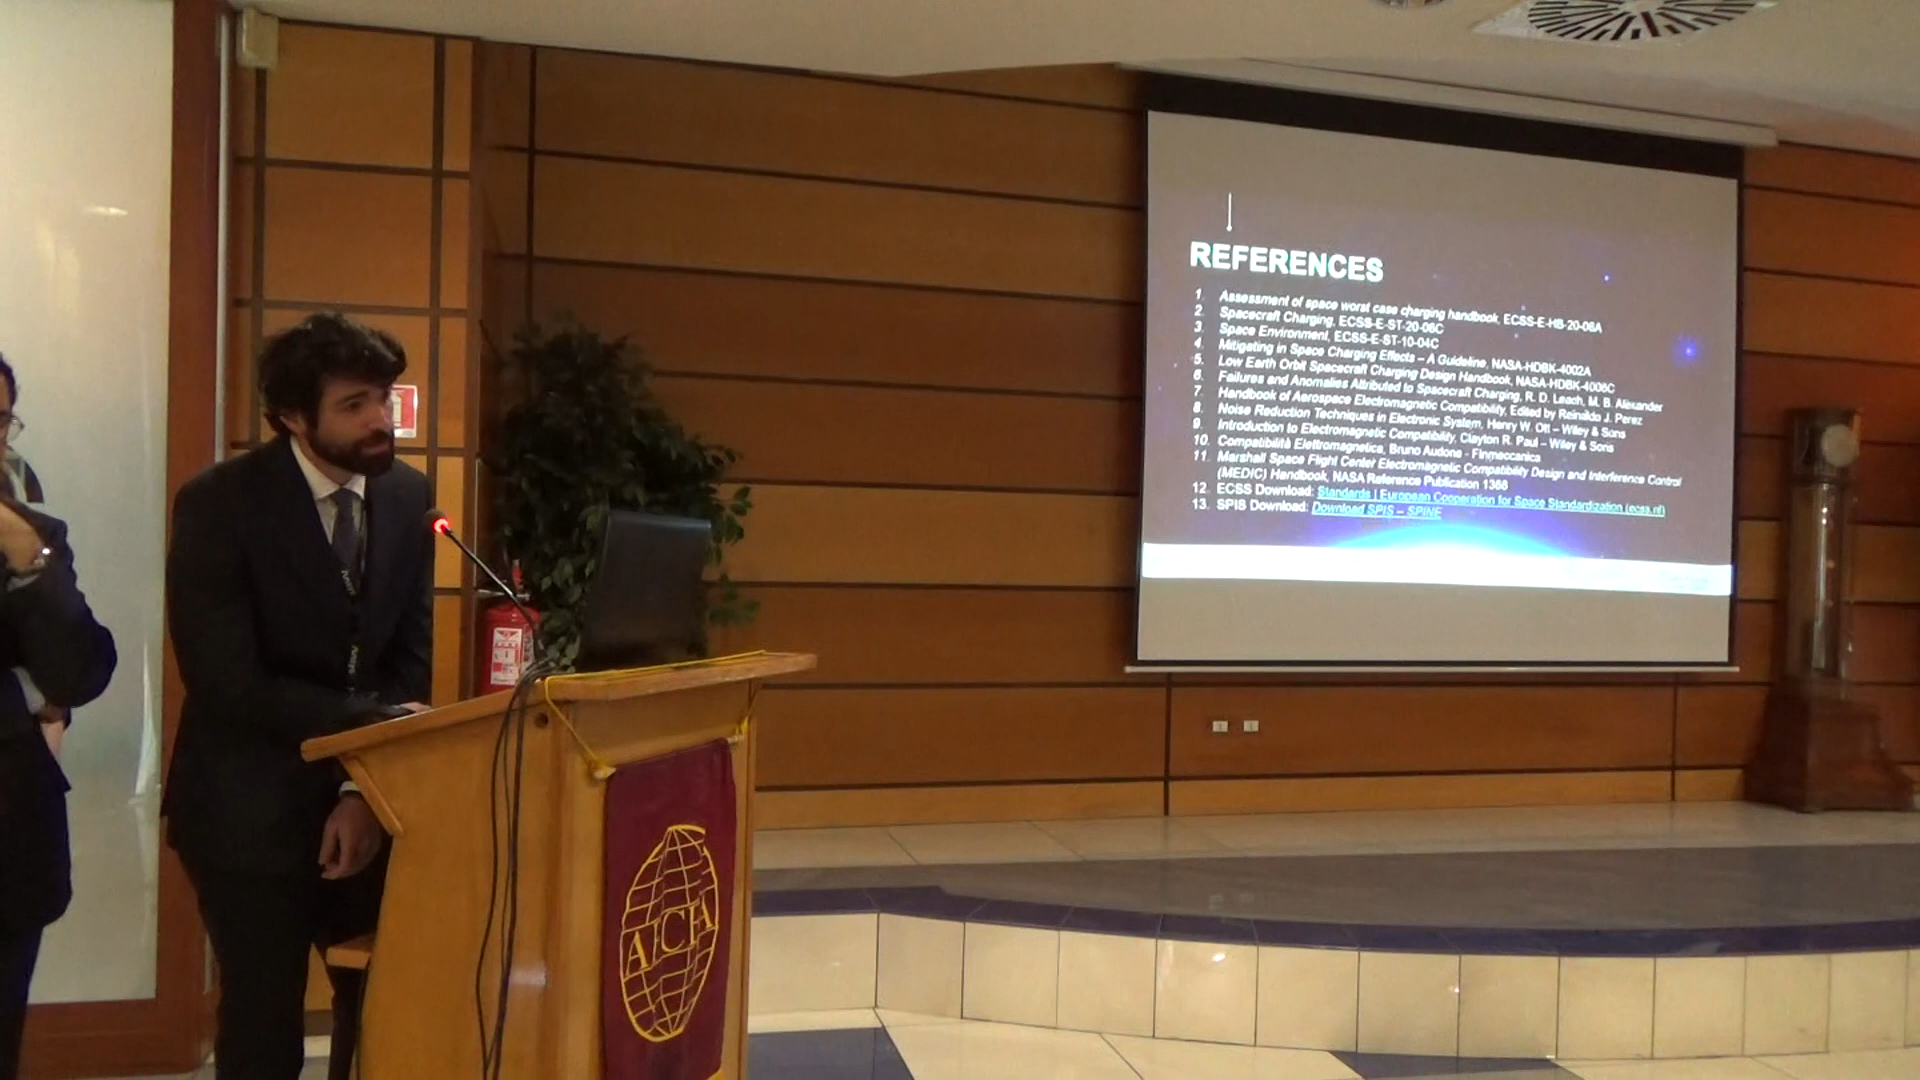 REFERENCES
1. Assessment of space worst case charging handbook, ECSS-E-HB-20-06A
2. Spacecraft Charging, ECSS-E-ST-20-06C
3. Space Environment, ECSS-E-ST-10-04C
4. Mitigating in Space Charging Effects – A Guideline, NASA-HDBK-4002A
5. Low Earth Orbit Spacecraft Charging Design Handbook, NASA-HDBK-4006C
6. Failures and Anomalies Attributed to Spacecraft Charging, R. D. Leach, M. B. Alexander
7. Handbook of Aerospace Electromagnetic Compatibility, Edited by Reinaldo J. Perez
8. Noise Reduction Techniques in Electronic System, Henry W. Ott – Wiley & Sons
9. Introduction to Electromagnetic Compatibility, Clayton R. Paul – Wiley & Sons
10. Compatibilità Elettromagnetica, Bruno Audone - Finmeccanica
11. Marshall Space Flight Center Electromagnetic Compatibility Design and Interference Control
(MEDIC) Handbook, NASA Reference Publication 1368
12. ECSS Download: Standards | European Cooperation for Space Standardization (ecss.nl)
13. SPIS Download: Download SPIS – SPINE